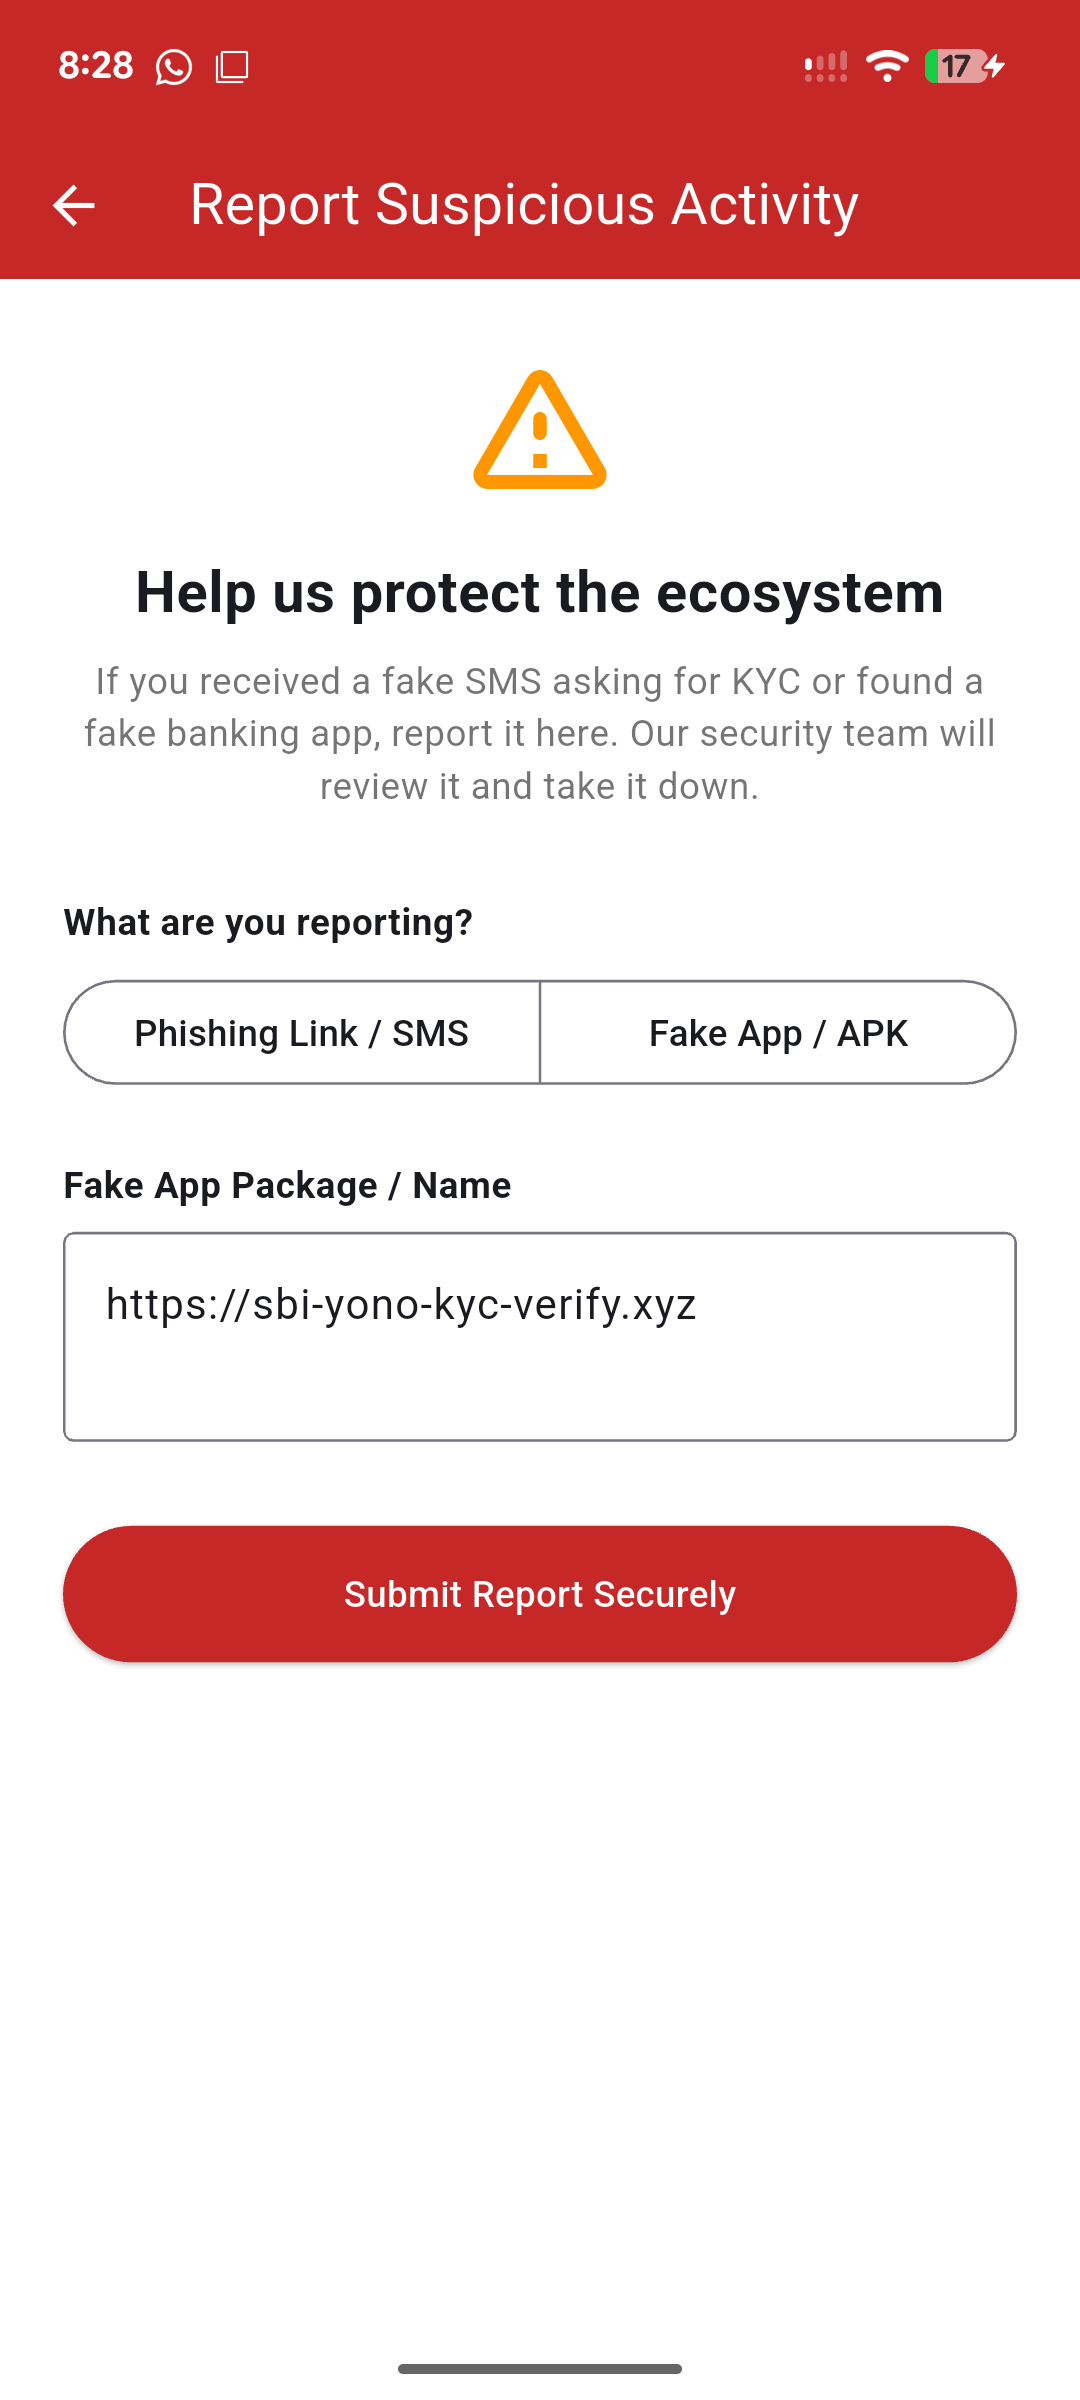 8:28
17
Report Suspicious Activity
Help us protect the ecosystem
If you received a fake SMS asking for KYC or found a
fake banking app, report it here. Our security team will
review it and take it down.
What are you reporting?
Phishing Link / SMS
Fake App / APK
Fake App Package / Name
https://sbi-yono-kyc-verify.xyz
Submit Report Securely